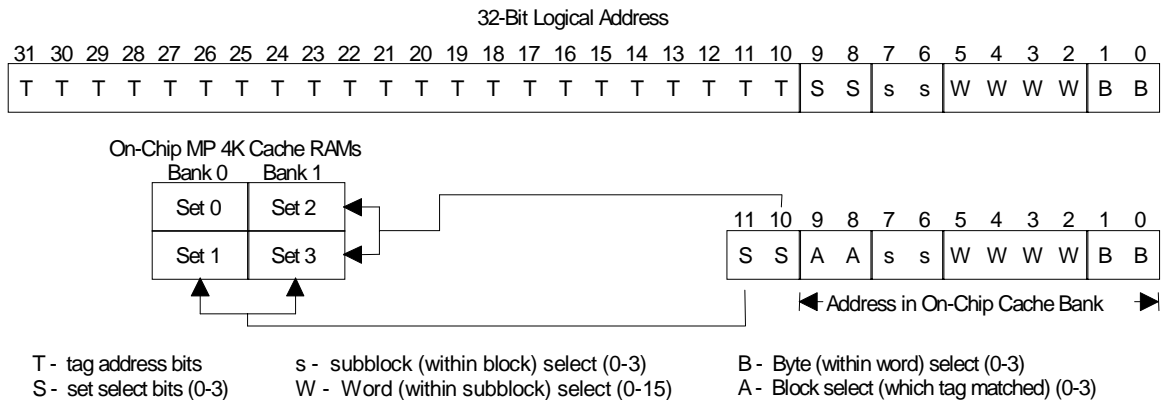 32-Bit Logical Address
31 30 29 28 27 26 25 24 23 22 21 20 19 18 17 16 15 14 13 12 11 10 9 8 7 6 5 4 3 2 1 0
T T T T T T T T T T T T T T T T T T T T T T S S s s W W W W B B
On-Chip MP 4K Cache RAMs
Bank 0 Bank 1
Set 0 Set 2
11 10 9 8 7 6 5 4 3 2 1 0
Set 1 Set 3
S S A A s s W W W W B B
Address in On-Chip Cache Bank
T - tag address bits s - subblock (within block) select (0-3) B - Byte (within word) select (0-3)
S - set select bits (0-3) W - Word (within subblock) select (0-15) A - Block select (which tag matched) (0-3)